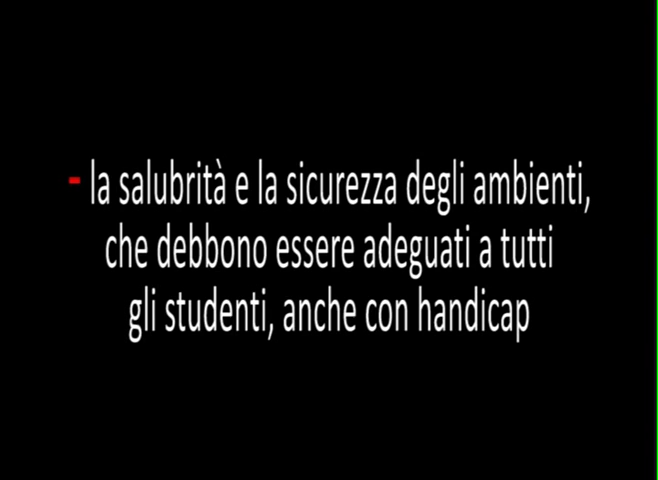 - la salubrità e la sicurezza degli ambienti,
che debbono essere adeguati a tutti
gli studenti, anche con handicap